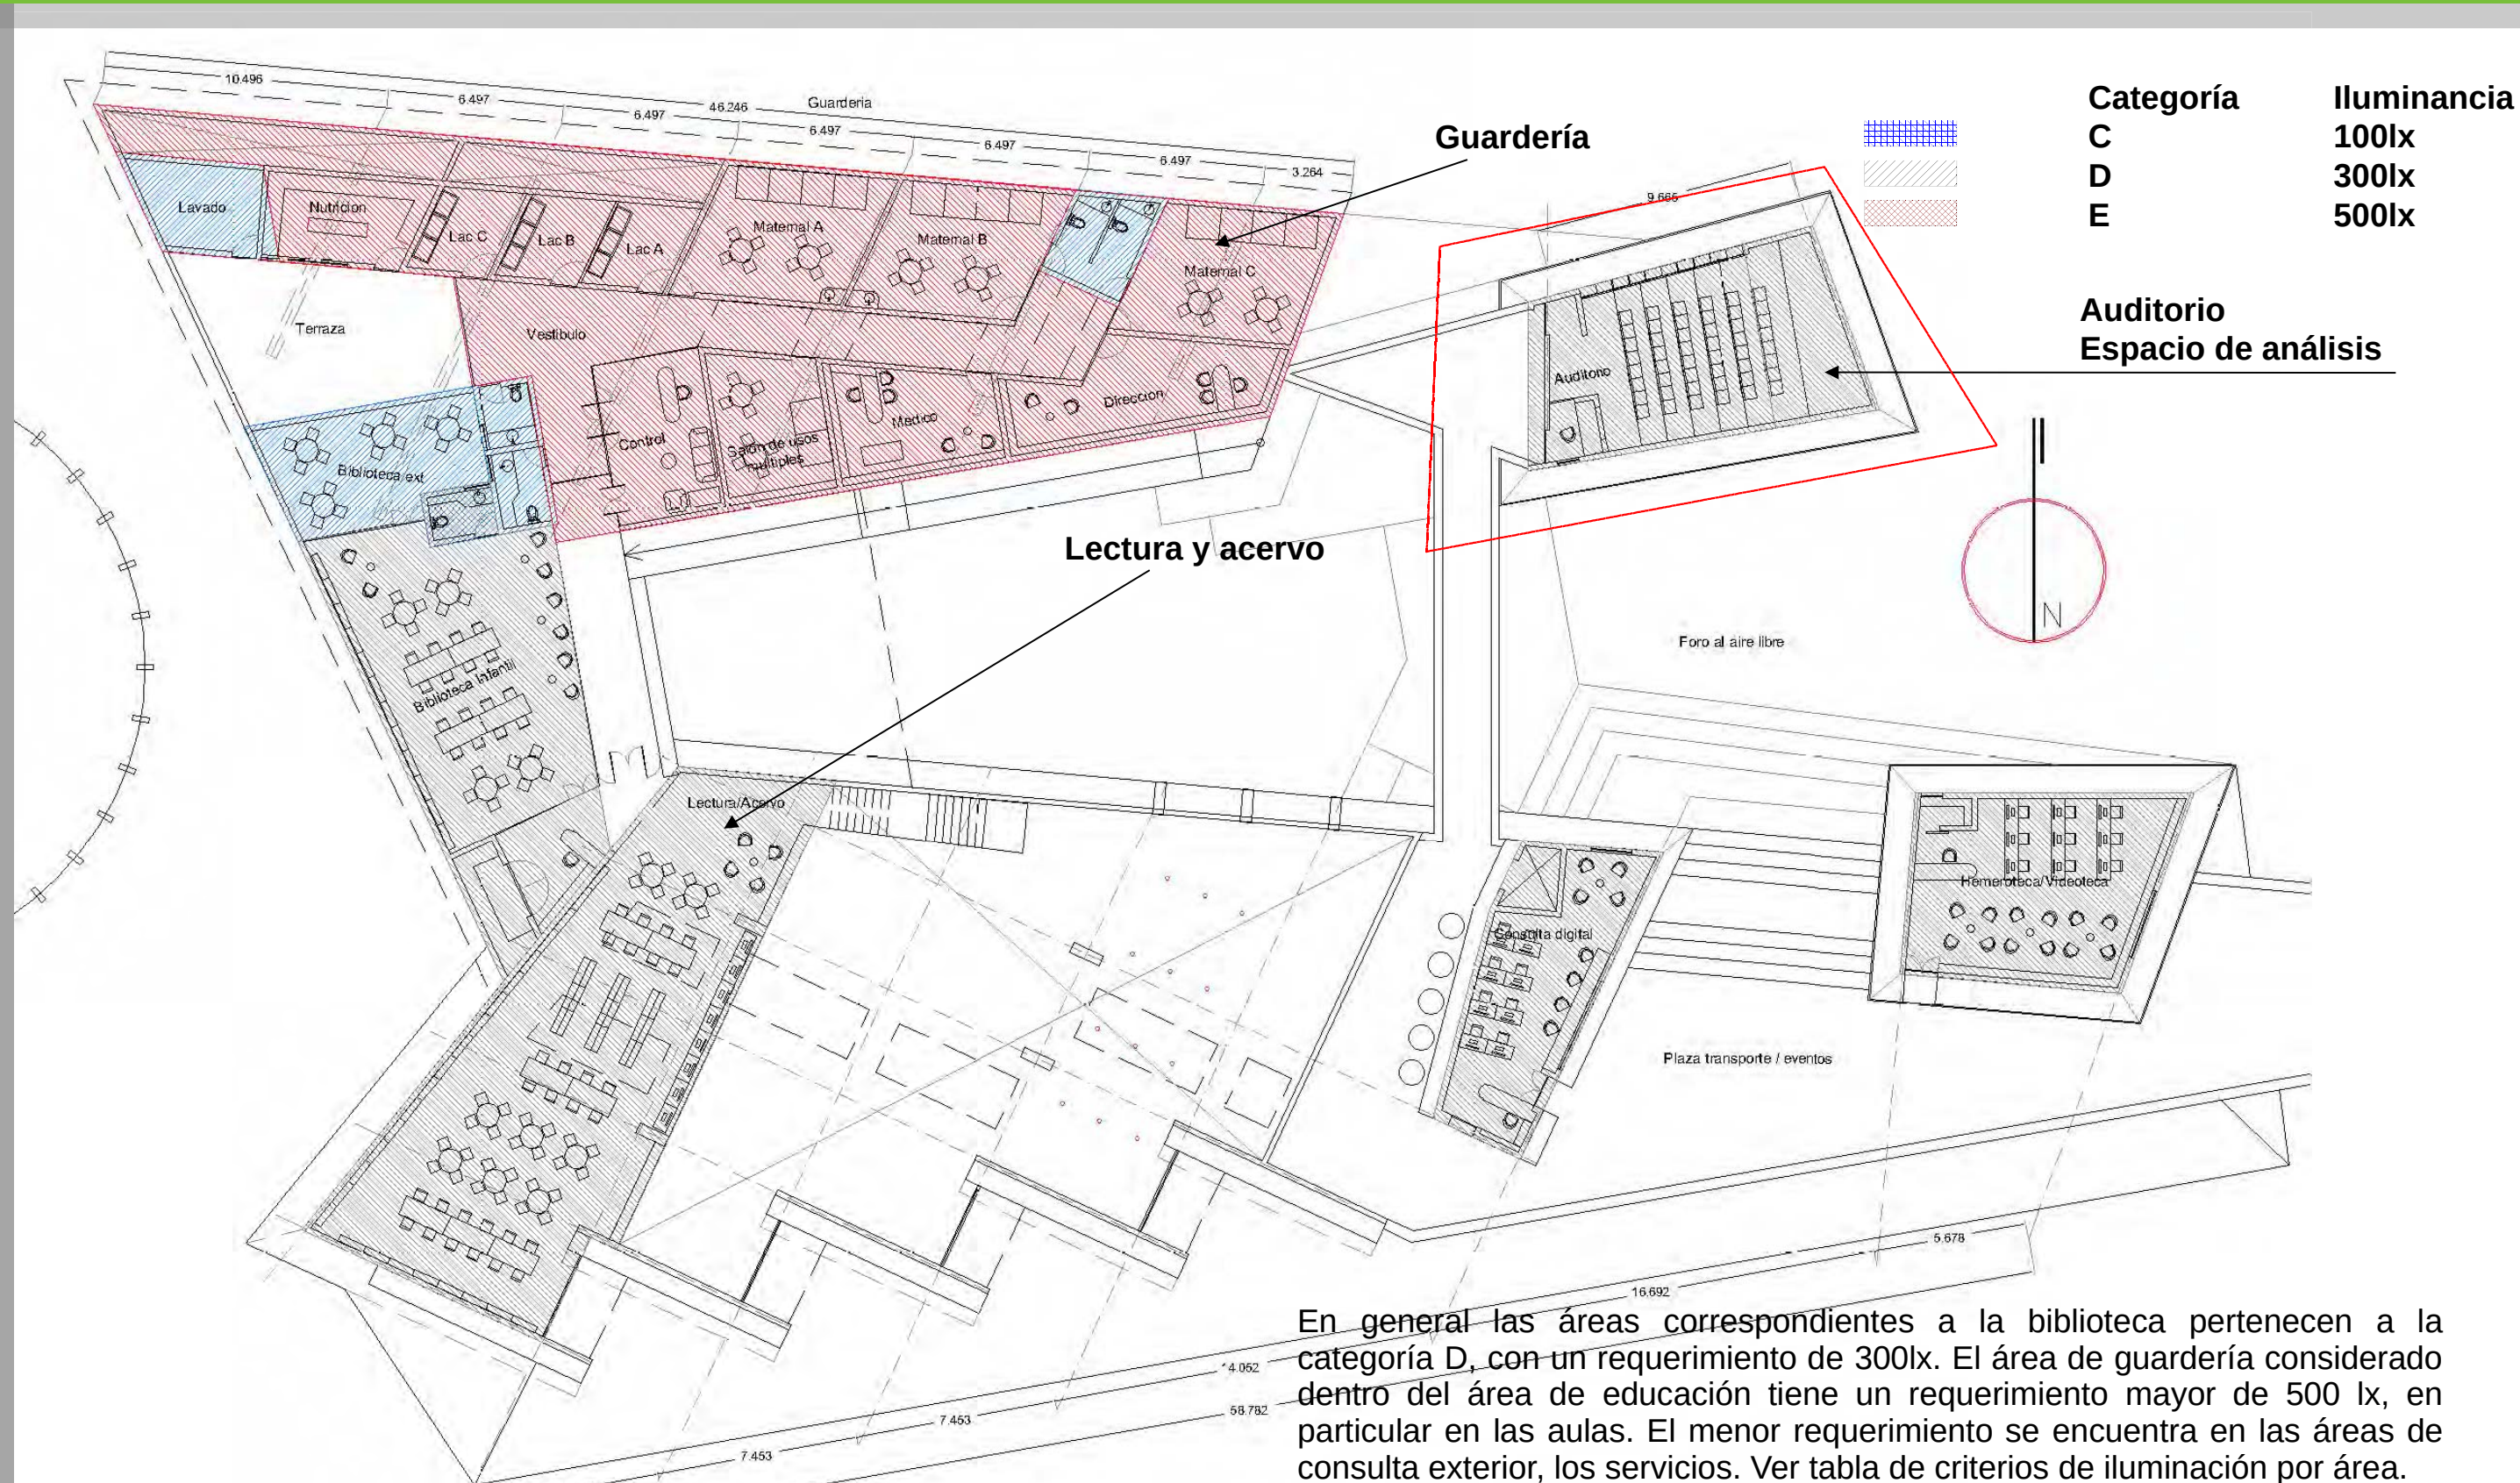 10.496
6.497
46.246
Guarderia
6.497
6.497
6.497
6.497
3.264
Guardería
Categoría Iluminancia
C 100lx
D 300lx
E 500lx
9.665
Lavado
Nutricion
Lac C
Lac B
Lac A
Maternal A
Maternal B
Maternal C
Terraza
Vestibulo
Auditorio
Espacio de análisis
Auditorio
Control
Salon de usos
multiples
Medico
Direccion
Biblioteca ext
Lectura y acervo
N
Foro al aire libre
Biblioteca Infantil
Lectura/Acervo
Hemeroteca/Videoteca
Consulta digital
Plaza transporte / eventos
5.678
16.692
14.052
58.782
7.453
7.453
En general las áreas correspondientes a la biblioteca pertenecen a la
categoría D, con un requerimiento de 300lx. El área de guardería considerado
dentro del área de educación tiene un requerimiento mayor de 500 lx, en
particular en las aulas. El menor requerimiento se encuentra en las áreas de
consulta exterior, los servicios. Ver tabla de criterios de iluminación por área.